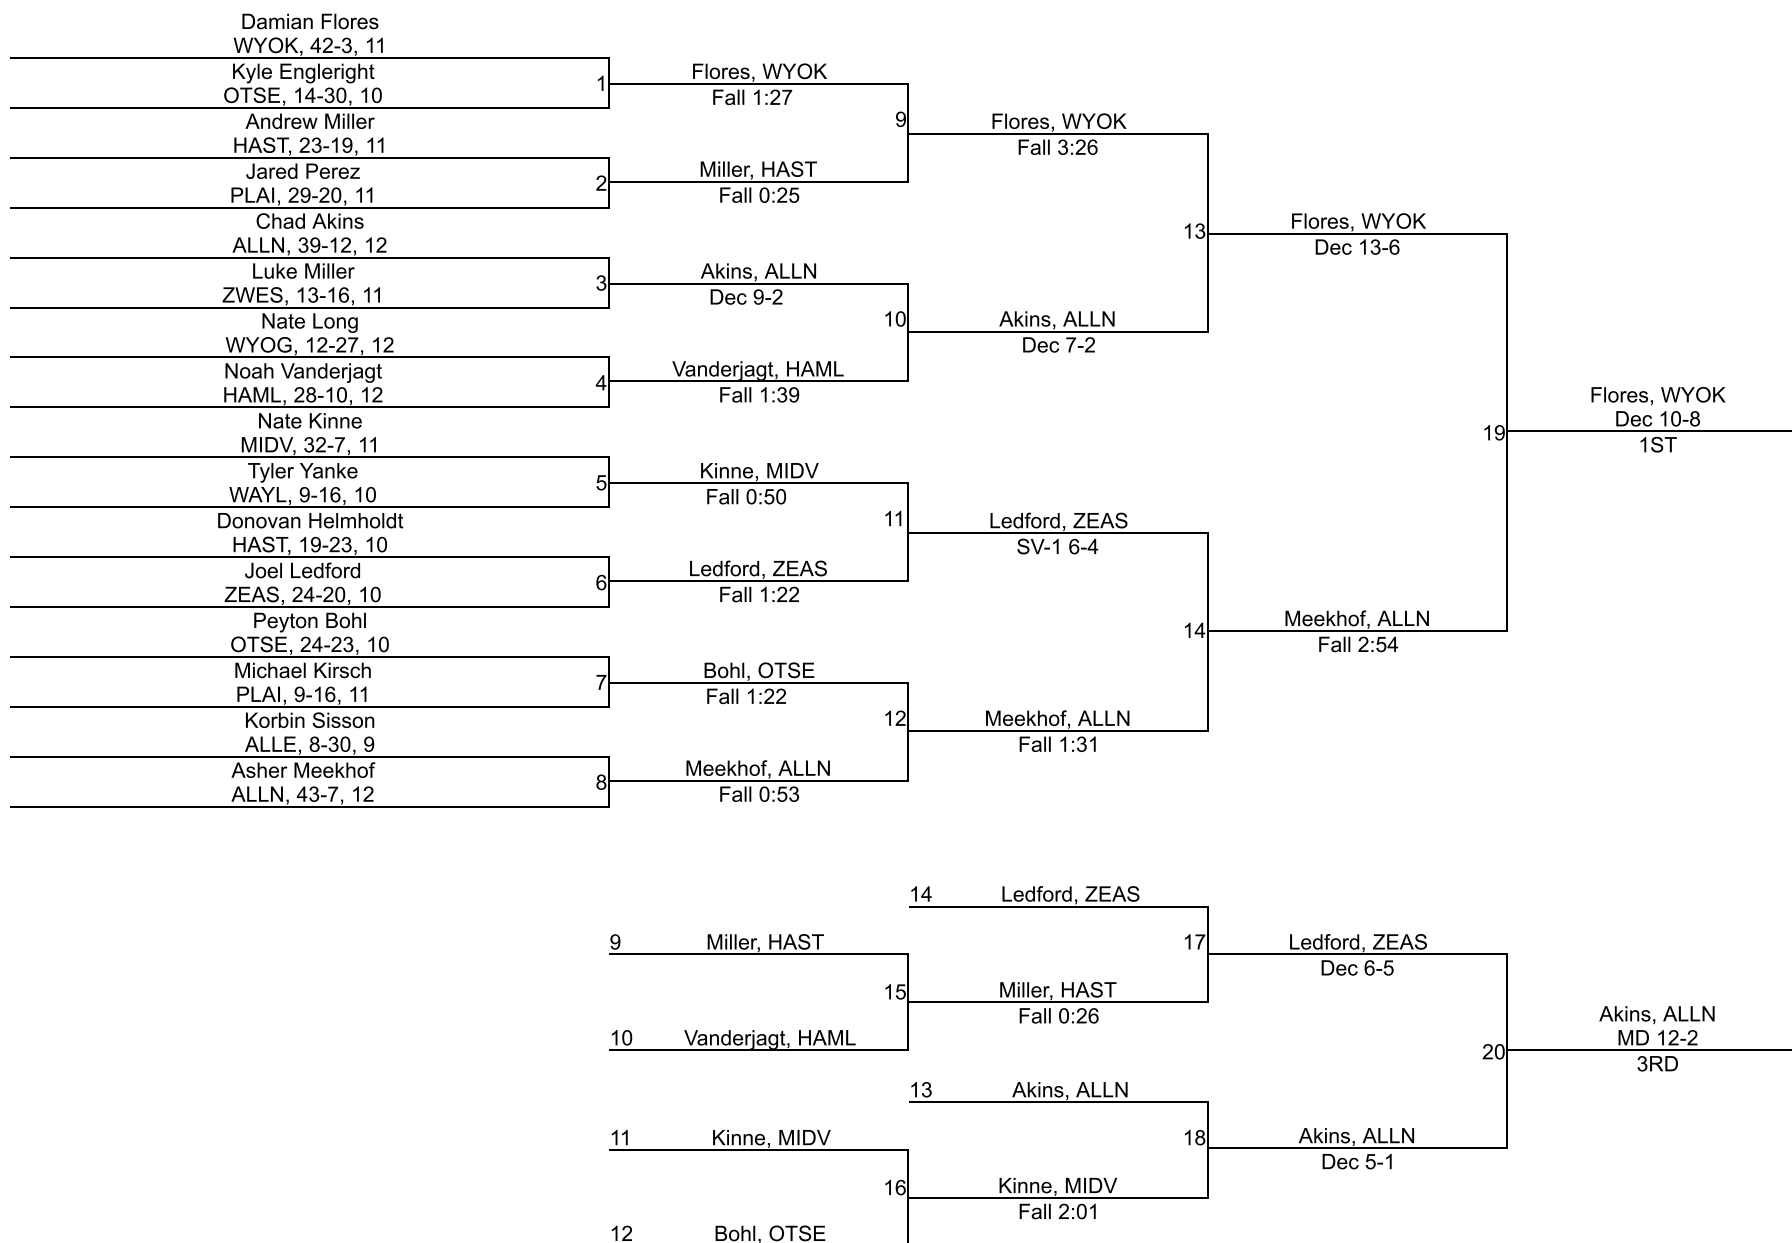 Damian Flores
WYOK, 42-3, 11
Kyle Engleright
OTSE, 14-30, 10
Andrew Miller
HAST, 23-19, 11
Jared Perez
PLAI, 29-20, 11
Chad Akins
ALLN, 39-12, 12
Luke Miller
ZWES, 13-16, 11
Nate Long
WYOG, 12-27, 12
Noah Vanderjagt
HAML, 28-10, 12
Nate Kinne
MIDV, 32-7, 11
Tyler Yanke
WAYL, 9-16, 10
Donovan Helmholdt
HAST, 19-23, 10
Joel Ledford
ZEAS, 24-20, 10
Peyton Bohl
OTSE, 24-23, 10
Michael Kirsch
PLAI, 9-16, 11
Korbin Sisson
ALLE, 8-30, 9
Asher Meekhof
ALLN, 43-7, 12
1
Flores, WYOK
Fall 1:27
2
Miller, HAST
Fall 0:25
3
Akins, ALLN
Dec 9-2
4
Vanderjagt, HAML
Fall 1:39
5
Kinne, MIDV
Fall 0:50
6
Ledford, ZEAS
Fall 1:22
7
Bohl, OTSE
Fall 1:22
8
Meekhof, ALLN
Fall 0:53
9
Flores, WYOK
Fall 3:26
10
Akins, ALLN
Dec 7-2
11
Ledford, ZEAS
SV-1 6-4
12
Meekhof, ALLN
Fall 1:31
13
Flores, WYOK
Dec 13-6
14
Meekhof, ALLN
Fall 2:54
19
Flores, WYOK
Dec 10-8
1ST
14 Ledford, ZEAS
9 Miller, HAST
15
10 Vanderjagt, HAML
Miller, HAST
Fall 0:26
17
Ledford, ZEAS
Dec 6-5
13 Akins, ALLN
11 Kinne, MIDV
16
12 Bohl, OTSE
Kinne, MIDV
Fall 2:01
18
Akins, ALLN
Dec 5-1
20
Akins, ALLN
MD 12-2
3RD